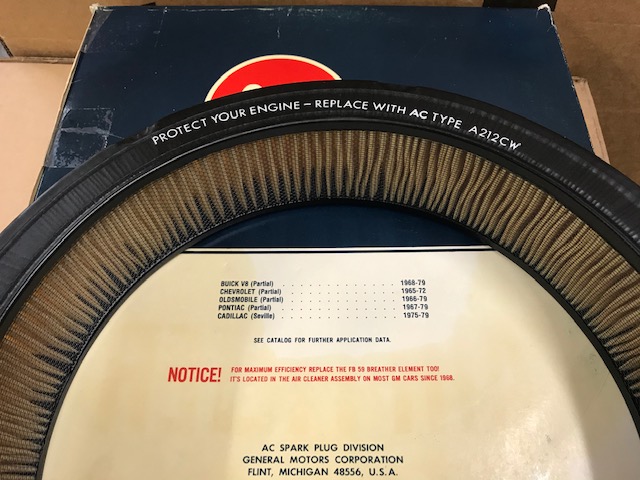 PROTECT YOUR ENGINE – REPLACE WITH AC TYPE A212CW
BUICK V8 (Partial) . . . . . . . . . . . . . . 1968-79
CHEVROLET (Partial) . . . . . . . . . . . . . . 1965-72
OLDSMOBILE (Partial) . . . . . . . . . . . . . . 1966-79
PONTIAC (Partial) . . . . . . . . . . . . . . 1967-79
CADILLAC (Seville) . . . . . . . . . . . . . . 1975-79
SEE CATALOG FOR FURTHER APPLICATION DATA.
NOTICE! FOR MAXIMUM EFFICIENCY REPLACE THE FB 59 BREATHER ELEMENT TOO!
IT'S LOCATED IN THE AIR CLEANER ASSEMBLY ON MOST GM CARS SINCE 1968.
AC SPARK PLUG DIVISION
GENERAL MOTORS CORPORATION
FLINT, MICHIGAN 48556, U.S.A.